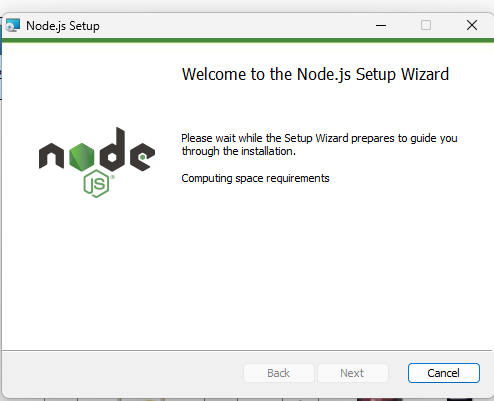 Node.js Setup
Welcome to the Node.js Setup Wizard
Please wait while the Setup Wizard prepares to guide you
through the installation.
Computing space requirements
node
JS
Back
Next
Cancel